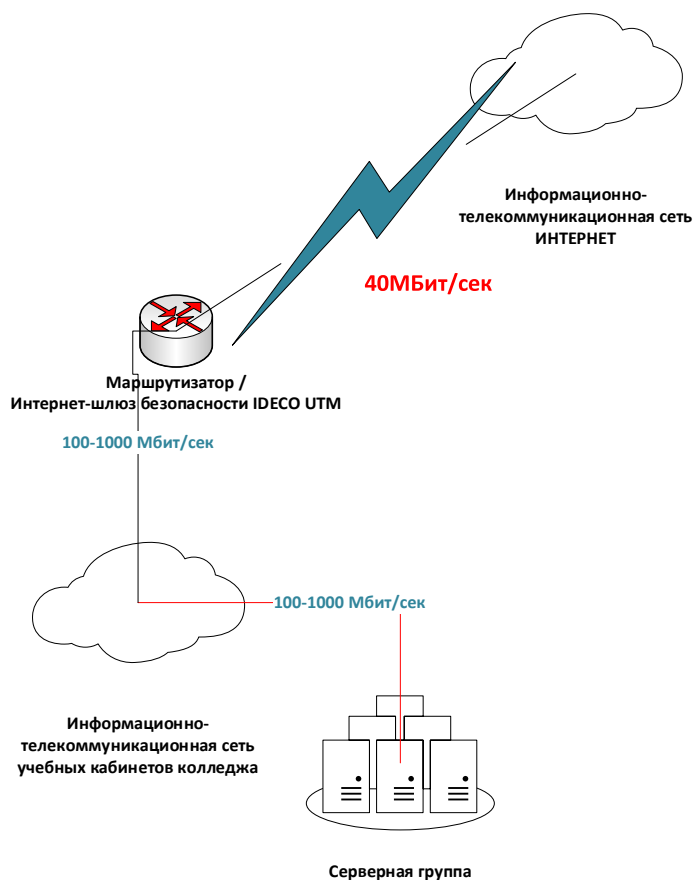 Информационно-
телекоммуникационная сеть
ИНТЕРНЕТ
40МБит/сек
Маршрутизатор /
Интернет-шлюз безопасности IDECO UTM
100-1000 Мбит/сек
100-1000 Мбит/сек
Информационно-
телекоммуникационная сеть
учебных кабинетов колледжа
Серверная группа